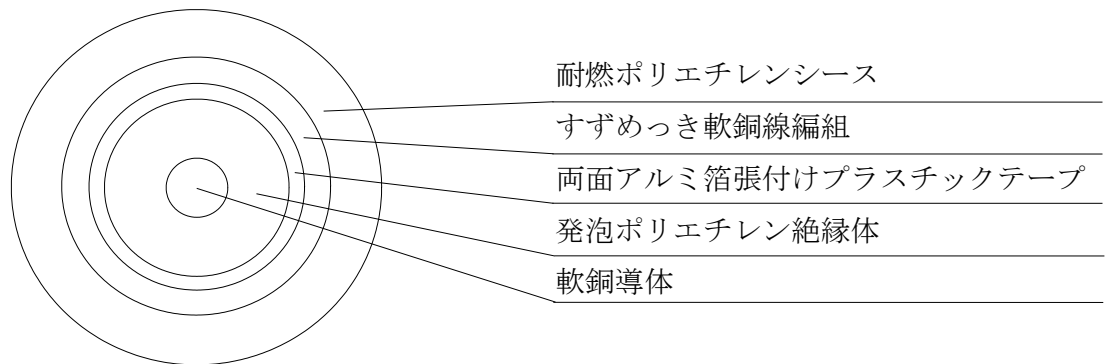 耐燃ポリエチレンシース
すずめっき軟銅線編組
両面アルミ箔張付けプラスチックテープ
発泡ポリエチレン絶縁体
軟銅導体